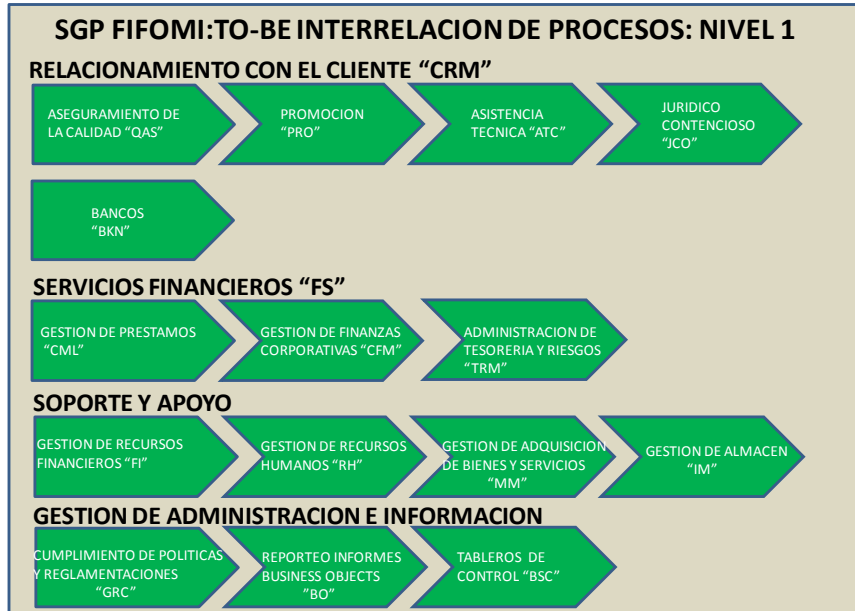 SGP FIFOMI:TO-BE INTERRELACION DE PROCESOS: NIVEL 1
RELACIONAMIENTO CON EL CLIENTE “CRM”
ASEGURAMIENTO DE
LA CALIDAD “QAS”
PROMOCION
“PRO”
ASISTENCIA
TECNICA “ATC”
JURIDICO
CONTENCIOSO
“JCO”
BANCOS
“BKN”
SERVICIOS FINANCIEROS “FS”
GESTION DE PRESTAMOS
“CML”
GESTION DE FINANZAS
CORPORATIVAS “CFM”
ADMINISTRACION DE
TESORERIA Y RIESGOS
“TRM”
SOPORTE Y APOYO
GESTION DE RECURSOS
FINANCIEROS “FI”
GESTION DE RECURSOS
HUMANOS “RH”
GESTION DE ADQUISICION
DE BIENES Y SERVICIOS
“MM”
GESTION DE ALMACEN
“IM”
GESTION DE ADMINISTRACION E INFORMACION
CUMPLIMIENTO DE POLITICAS
Y REGLAMENTACIONES
“GRC”
REPORTEO INFORMES
BUSINESS OBJECTS
“BO”
TABLEROS DE
CONTROL “BSC”